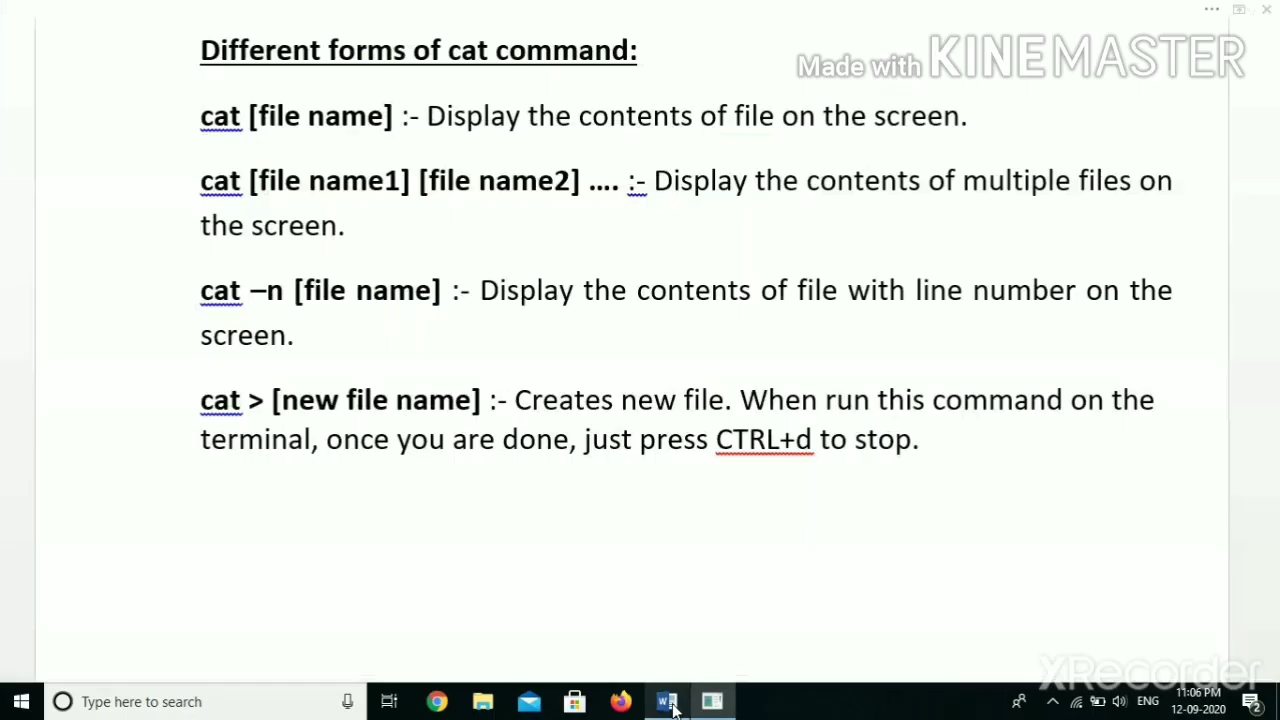 Different forms of cat command:
Made with KINEMASTER
cat [file name] :- Display the contents of file on the screen.
cat [file name1] [file name2] .... :- Display the contents of multiple files on
the screen.
cat –n [file name] :- Display the contents of file with line number on the
screen.
cat > [new file name] :- Creates new file. When run this command on the
terminal, once you are done, just press CTRL+d to stop.
XRecorder
Type here to search
ENG
11:06 PM
12-09-2020
2